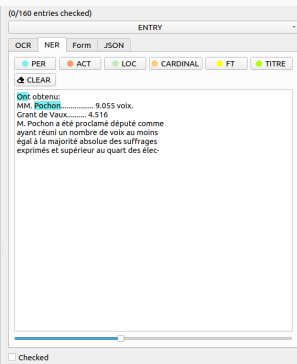 (0/160 entries checked)
ENTRY
OCR NER Form JSON
PER ACT LOC CARDINAL FT TITRE
CLEAR
Ont obtenu:
MM. Pochon................ 9.055 voix.
Grant de Vaux......... 4.516
M. Pochon a été proclamé député comme
ayant réuni un nombre de voix au moins
égal à la majorité absolue des suffrages
exprimés et supérieur au quart des élec-
Checked